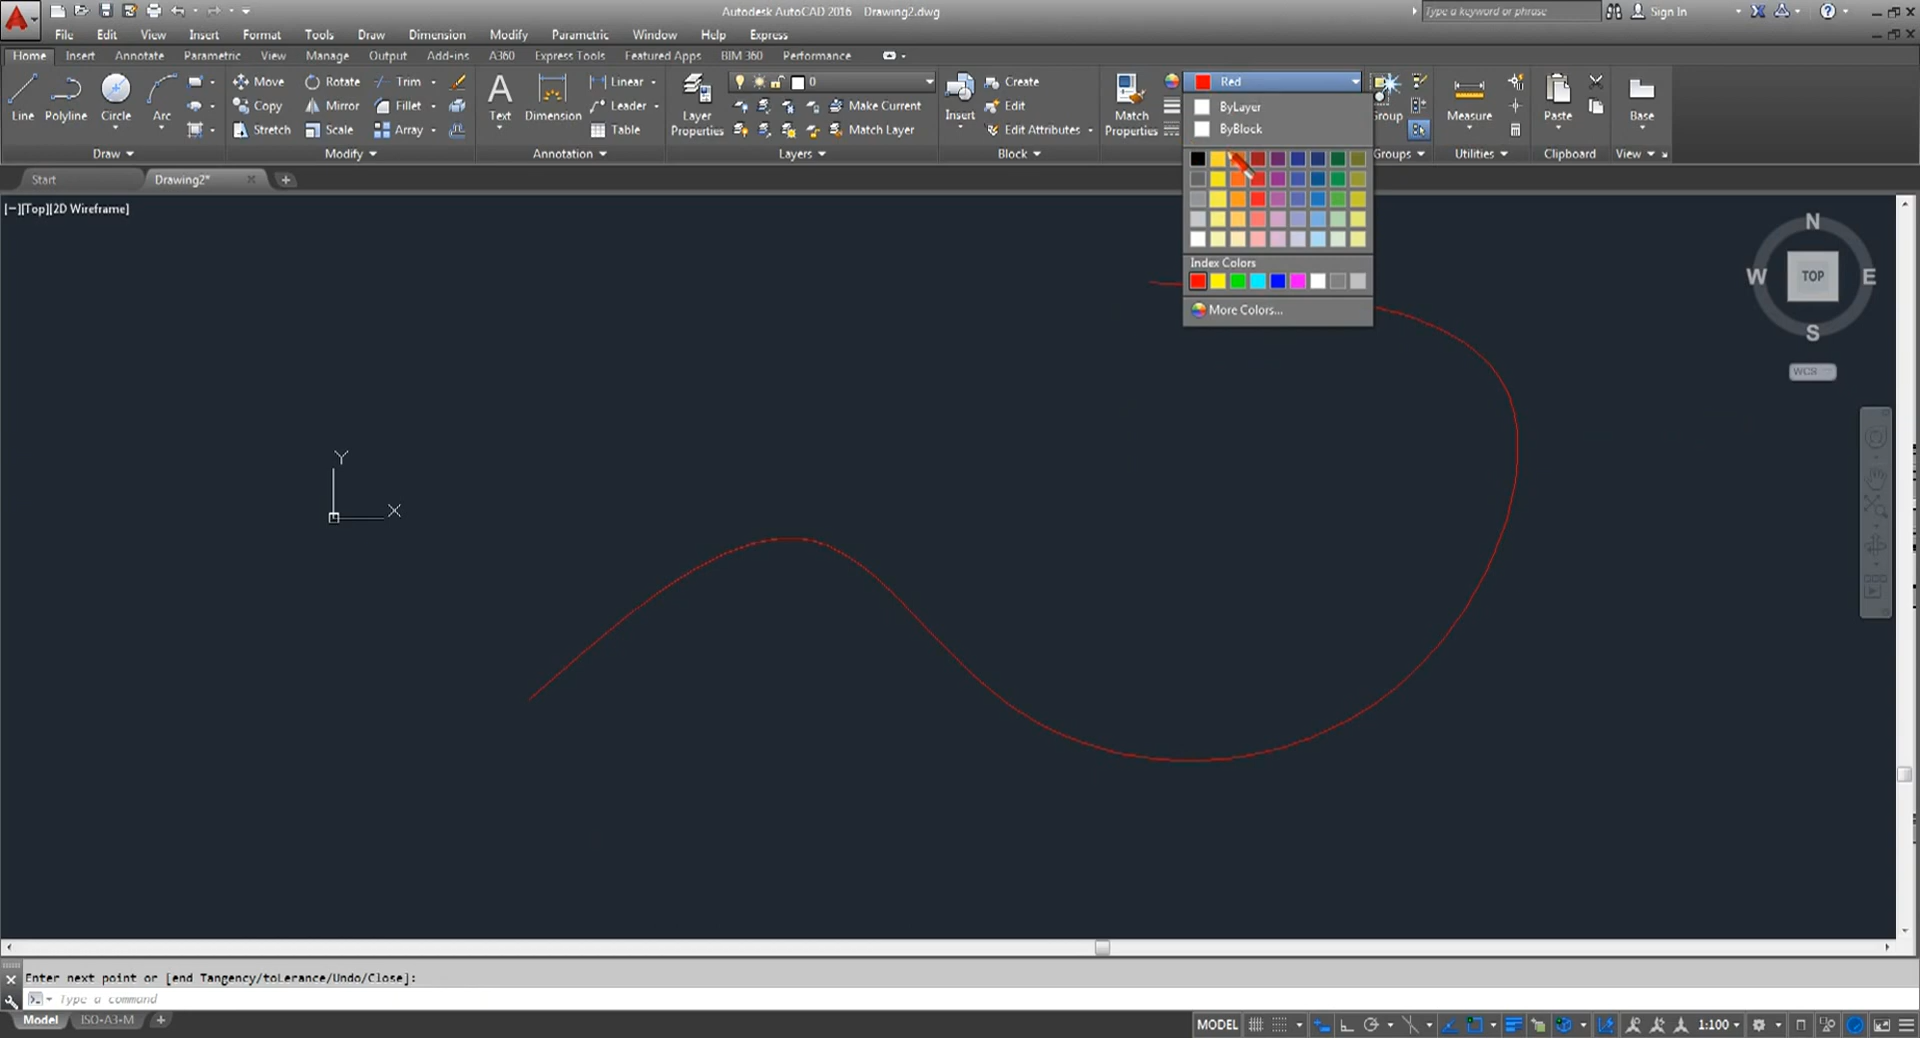 Autodesk AutoCAD 2016 Drawing2.dwg
Type a keyword or phrase
Sign In
File Edit View Insert Format Tools Draw Dimension Modify Parametric Window Help Express
Home Insert Annotate Parametric View Manage Output Add-ins A360 Express Tools Featured Apps BIM 360 Performance
Line Polyline Circle Arc
Draw
Move Rotate Trim
Copy Mirror Fillet
Stretch Scale Array
Modify
Text Dimension
Linear
Leader
Table
Annotation
Layer
Properties
0
Make Current
Match Layer
Layers
Insert
Create
Edit
Edit Attributes
Block
Match
Properties
Red
ByLayer
ByBlock
Index Colors
More Colors...
Group
Groups
Measure
Utilities
Paste
Clipboard
Base
View
Start Drawing2*
[−][Top][2D Wireframe]
N
W TOP E
S
WCS
Y
X
Enter next point or [end Tangency/toLerance/Undo/Close]:
Type a command
Model ISO-A3-M
MODEL 1:100